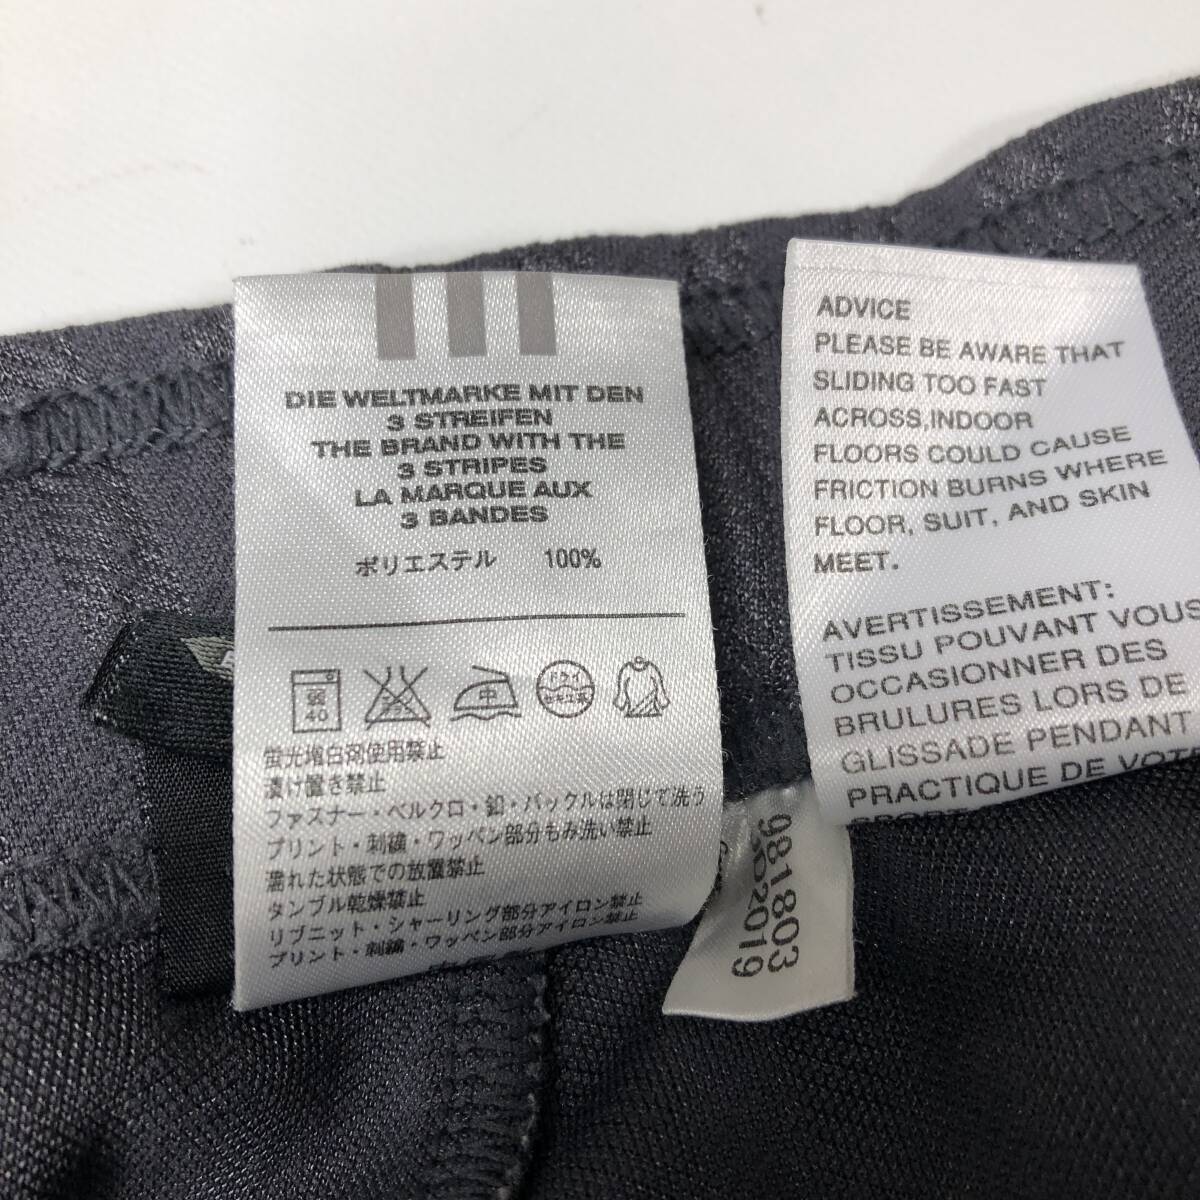 DIE WELTMARKE MIT DEN
3 STREIFEN
THE BRAND WITH THE
3 STRIPES
LA MARQUE AUX
3 BANDES
ポリエステル 100%
弱
40
中
ドライ
蛍光増白剤使用禁止
漬け置き禁止
ファスナー・ベルクロ・釦・バックルは閉じて洗う
プリント・刺繍・ワッペン部分もみ洗い禁止
濡れた状態での放置禁止
タンブル乾燥禁止
リブニット・シャーリング部分アイロン禁止
プリント・刺繍・ワッペン部分アイロン禁止
ADVICE
PLEASE BE AWARE THAT
SLIDING TOO FAST
ACROSS,INDOOR
FLOORS COULD CAUSE
FRICTION BURNS WHERE
FLOOR, SUIT, AND SKIN
MEET.
AVERTISSEMENT:
TISSU POUVANT VOUS
OCCASIONNER DES
BRULURES LORS DE
GLISSADE PENDANT
PRACTIQUE DE VOTRE
981803